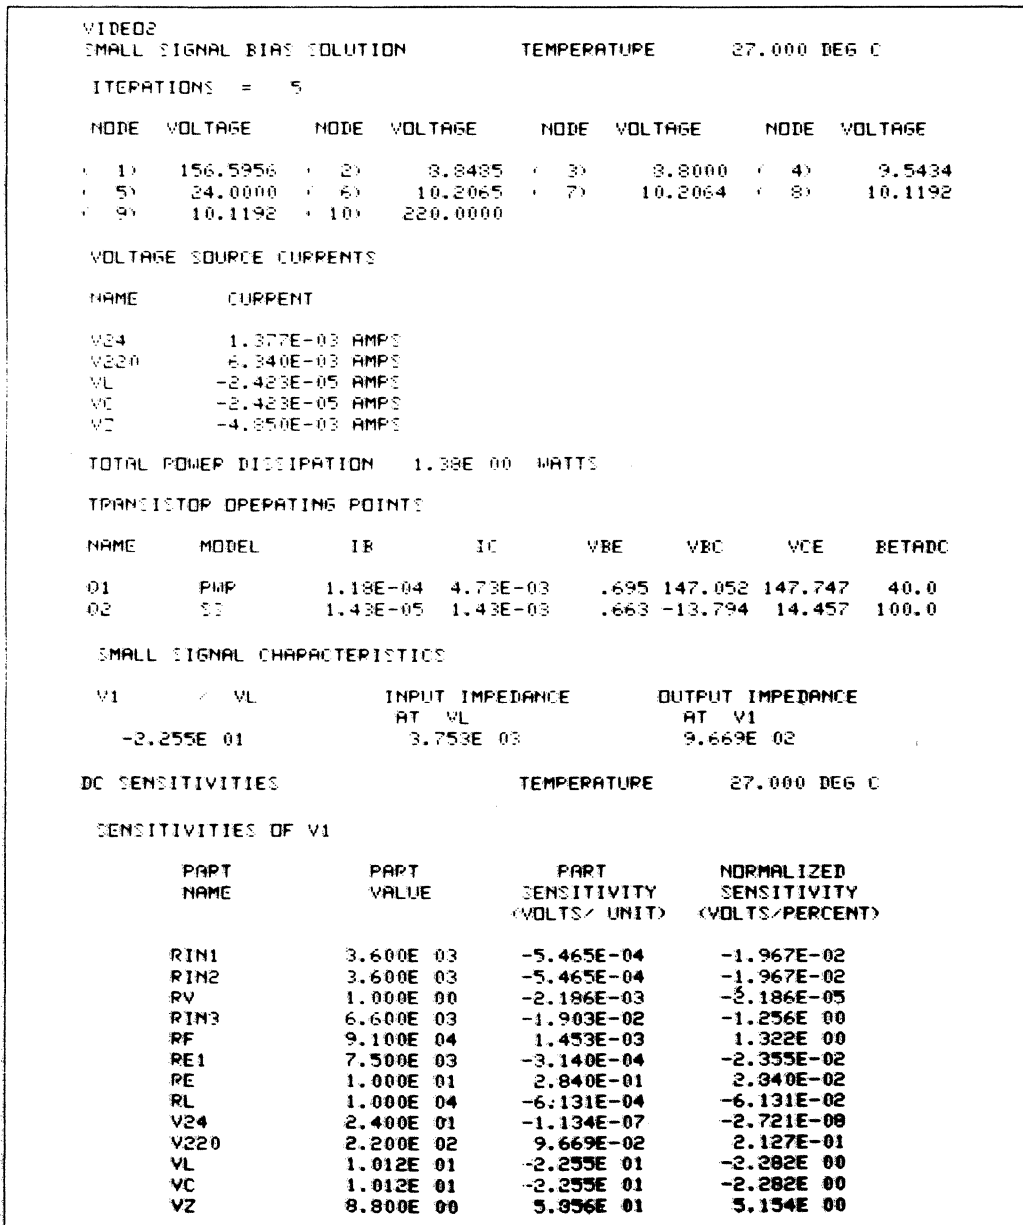 VIDEO2
SMALL SIGNAL BIAS SOLUTION TEMPERATURE 27.000 DEG C
ITERATIONS = 5
NODE VOLTAGE NODE VOLTAGE NODE VOLTAGE NODE VOLTAGE
( 1) 156.5956 ( 2) 8.8485 ( 3) 8.8000 ( 4) 9.5434
( 5) 24.0000 ( 6) 10.2065 ( 7) 10.2064 ( 8) 10.1192
( 9) 10.1192 ( 10) 220.0000
VOLTAGE SOURCE CURRENTS
NAME CURRENT
V24 1.377E-03 AMPS
V220 6.340E-03 AMPS
VL -2.423E-05 AMPS
VC -2.423E-05 AMPS
VZ -4.850E-03 AMPS
TOTAL POWER DISSIPATION 1.38E 00 WATTS
TRANSISTOR OPERATING POINTS
NAME MODEL IB IC VBE VBC VCE BETADC
Q1 PWR 1.18E-04 4.73E-03 .695 147.052 147.747 40.0
Q2 SS 1.43E-05 1.43E-03 .663 -13.794 14.457 100.0
SMALL SIGNAL CHARACTERISTICS
V1 / VL INPUT IMPEDANCE OUTPUT IMPEDANCE
AT VL AT V1
-2.255E 01 3.753E 03 9.669E 02
DC SENSITIVITIES TEMPERATURE 27.000 DEG C
SENSITIVITIES OF V1
PART PART PART NORMALIZED
NAME VALUE SENSITIVITY SENSITIVITY
(VOLTS/ UNIT) (VOLTS/PERCENT)
RIN1 3.600E 03 -5.465E-04 -1.967E-02
RIN2 3.600E 03 -5.465E-04 -1.967E-02
RV 1.000E 00 -2.186E-03 -2.186E-05
RIN3 6.600E 03 -1.903E-02 -1.256E 00
RF 9.100E 04 1.453E-03 1.322E 00
RE1 7.500E 03 -3.140E-04 -2.355E-02
RE 1.000E 01 2.840E-01 2.840E-02
RL 1.000E 04 -6.131E-04 -6.131E-02
V24 2.400E 01 -1.134E-07 -2.721E-08
V220 2.200E 02 9.669E-02 2.127E-01
VL 1.012E 01 -2.255E 01 -2.282E 00
VC 1.012E 01 -2.255E 01 -2.282E 00
VZ 8.800E 00 5.856E 01 5.154E 00